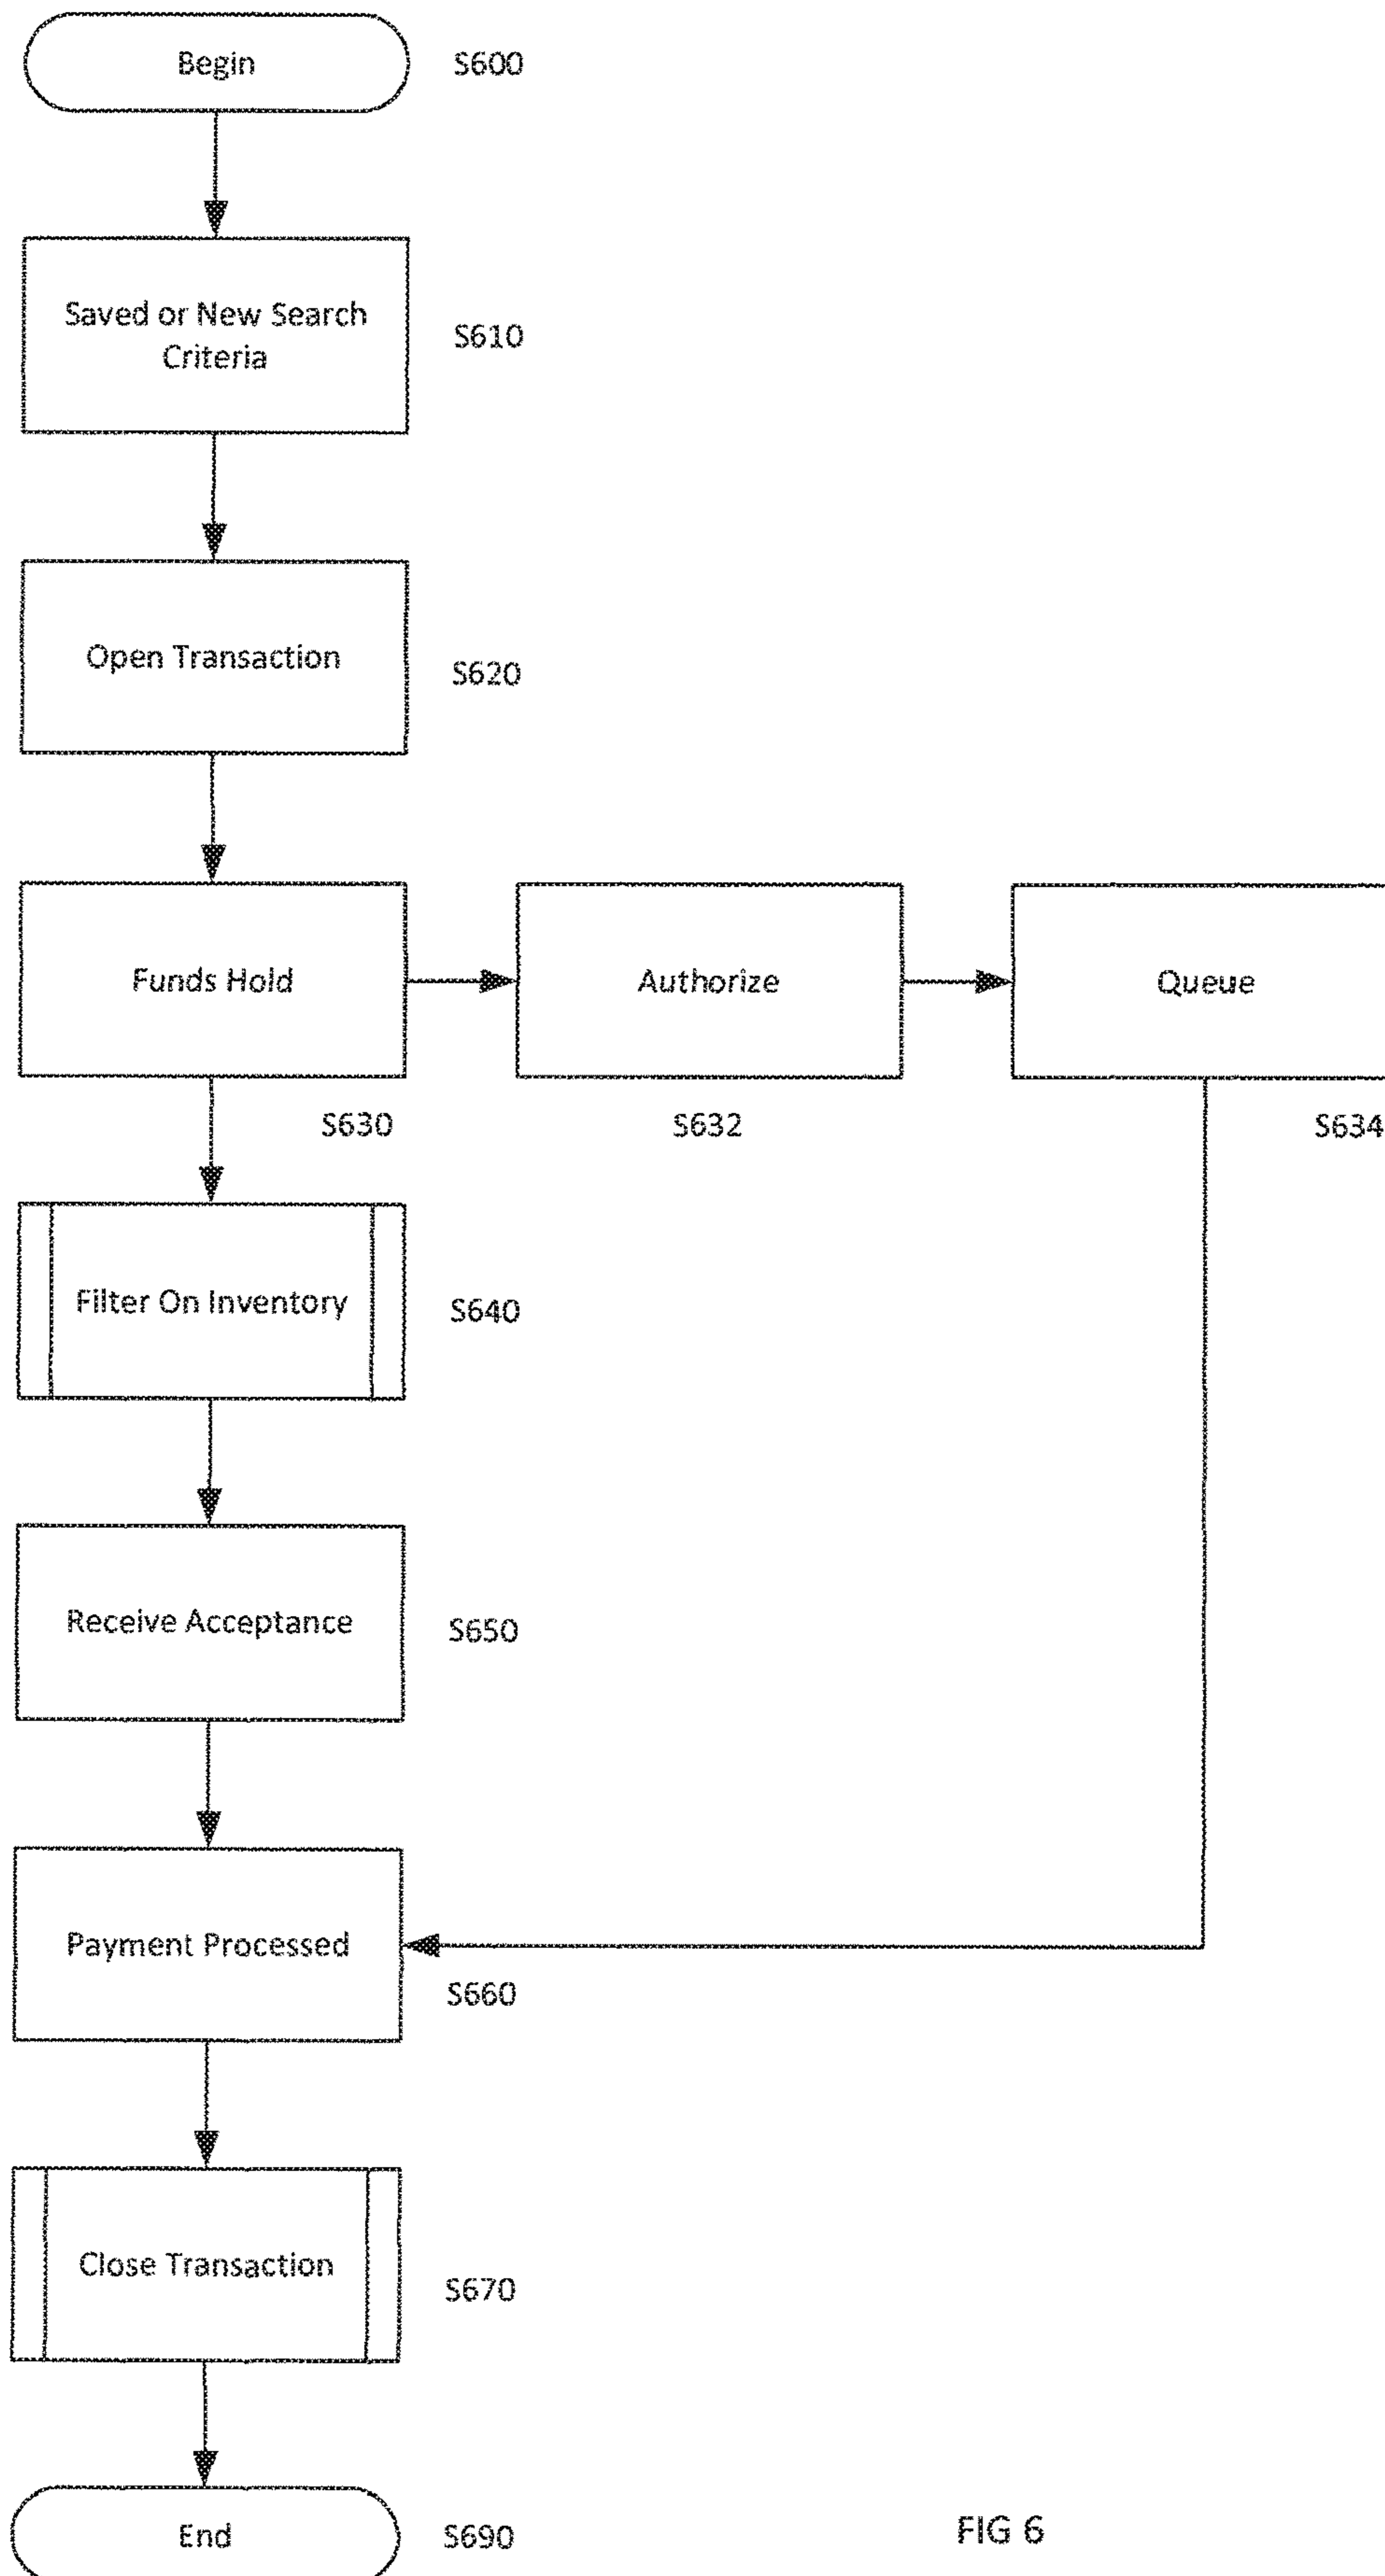 Begin
S600
Saved or New Search
Criteria
S610
Open Transaction
S620
Funds Hold
Authorize
Queue
S630
S632
S634
Filter On Inventory
S640
Receive Acceptance
S650
Payment Processed
S660
Close Transaction
S670
End
S690
FIG 6